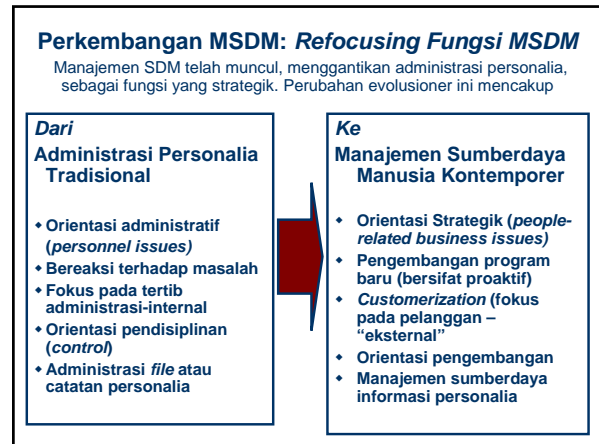 Perkembangan MSDM: Refocusing Fungsi MSDM
Manajemen SDM telah muncul, menggantikan administrasi personalia,
sebagai fungsi yang strategik. Perubahan evolusioner ini mencakup
Dari
Administrasi Personalia
Tradisional
◆ Orientasi administratif
(personnel issues)
◆ Bereaksi terhadap masalah
◆ Fokus pada tertib
administrasi-internal
◆ Orientasi pendisiplinan
(control)
◆ Administrasi file atau
catatan personalia
Ke
Manajemen Sumberdaya
Manusia Kontemporer
◆ Orientasi Strategik (people-
related business issues)
◆ Pengembangan program
baru (bersifat proaktif)
◆ Customerization (fokus
pada pelanggan –
“eksternal”
◆ Orientasi pengembangan
◆ Manajemen sumberdaya
informasi personalia